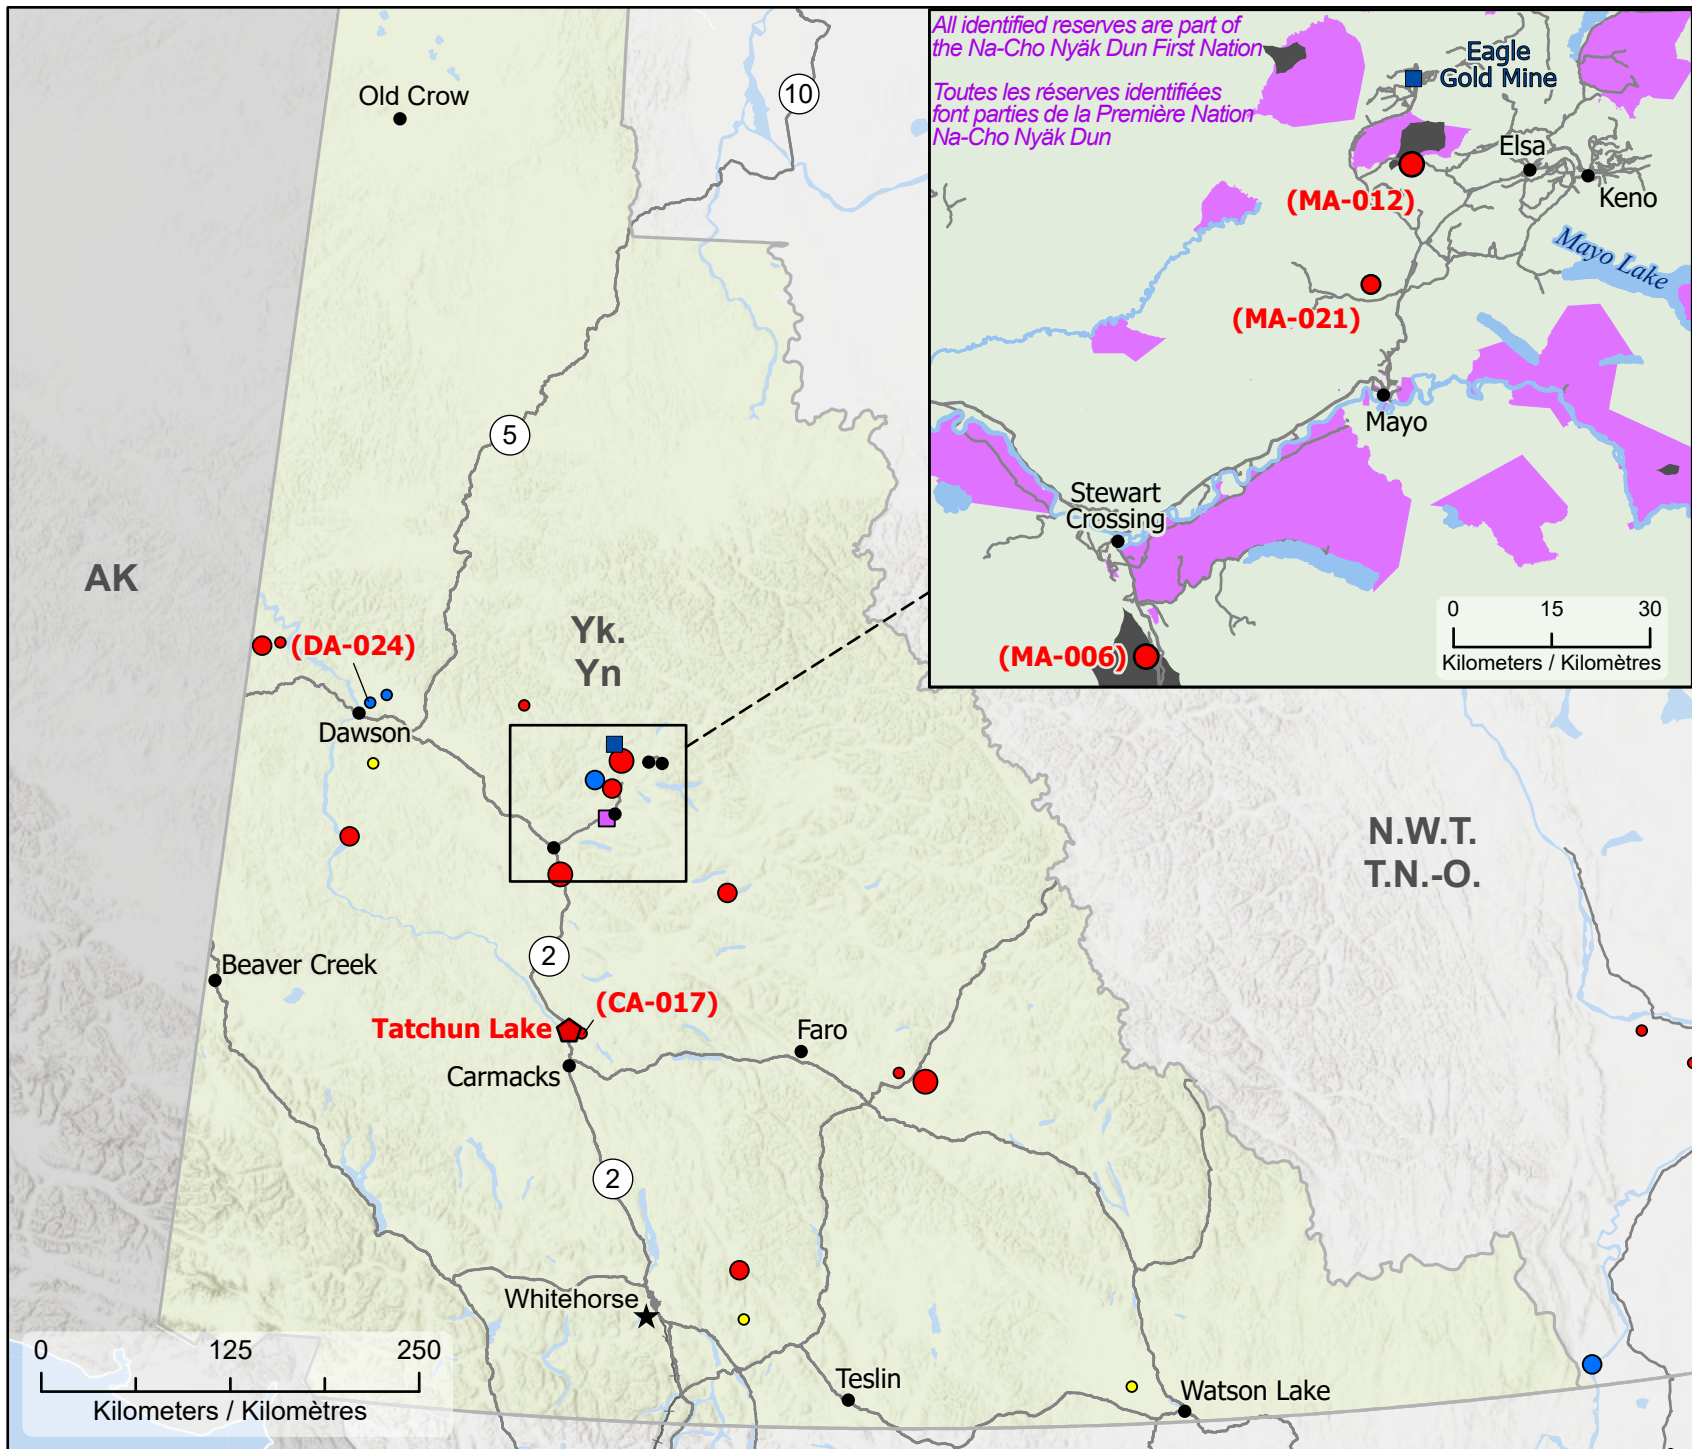 All identified reserves are part of
the Na-Cho Nyäk Dun First Nation
Toutes les réserves identifiées
font parties de la Première Nation
Na-Cho Nyäk Dun
Eagle
Gold Mine
Elsa
Keno
(MA-012)
Mayo Lake
(MA-021)
Mayo
Stewart
Crossing
(MA-006)
0 15 30
Kilometers / Kilomètres
Old Crow
10
5
AK
Yk.
Yn
(DA-024)
Dawson
N.W.T.
T.N.-O.
2
Beaver Creek
(CA-017)
Tatchun Lake
Faro
Carmacks
2
Whitehorse
Teslin
Watson Lake
0 125 250
Kilometers / Kilomètres